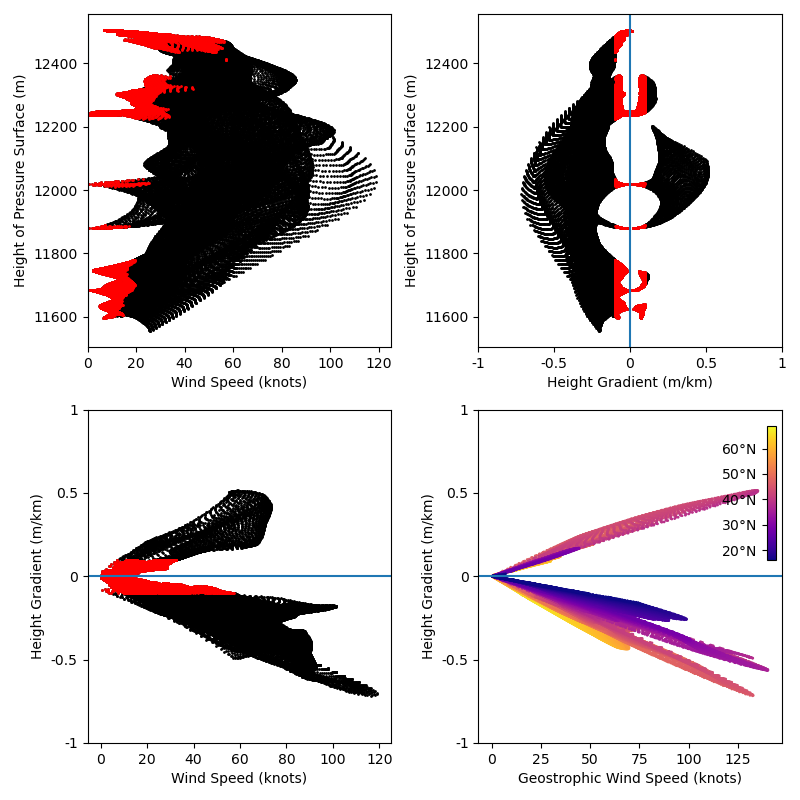 Height of Pressure Surface (m)
12400
12200
12000
11800
11600
0 20 40 60 80 100 120
Wind Speed (knots)
Height of Pressure Surface (m)
12400
12200
12000
11800
11600
-1 -0.5 0 0.5 1
Height Gradient (m/km)
Height Gradient (m/km)
1
0.5
0
-0.5
-1
0 20 40 60 80 100 120
Wind Speed (knots)
Height Gradient (m/km)
1
0.5
0
-0.5
-1
0 25 50 75 100 125
Geostrophic Wind Speed (knots)
60°N
50°N
40°N
30°N
20°N